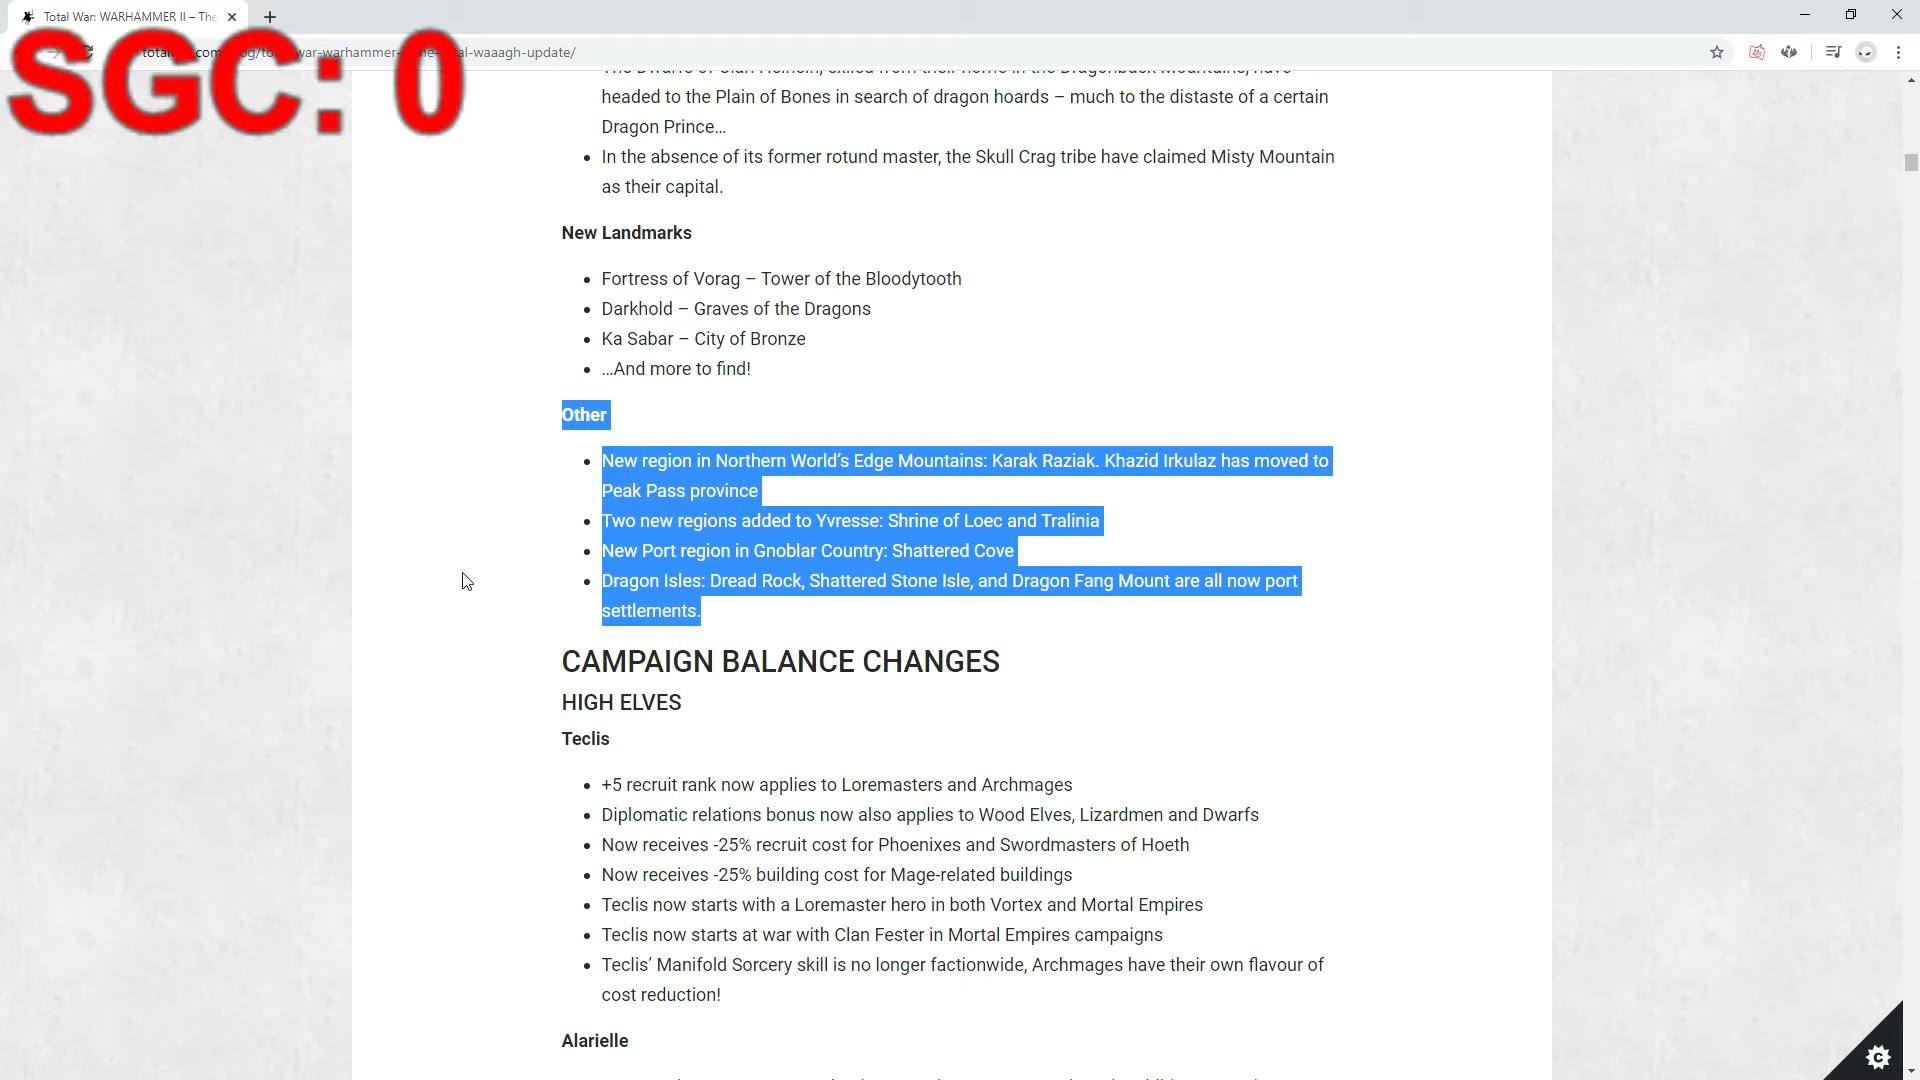 Total War: WARHAMMER II – The
SGC: 0
war-warhammer-
al-waaagh-update/
headed to the Plain of Bones in search of dragon hoards – much to the distaste of a certain
Dragon Prince…
In the absence of its former rotund master, the Skull Crag tribe have claimed Misty Mountain
as their capital.
New Landmarks
Fortress of Vorag – Tower of the Bloodytooth
Darkhold – Graves of the Dragons
Ka Sabar – City of Bronze
…And more to find!
Other
New region in Northern World’s Edge Mountains: Karak Raziak. Khazid Irkulaz has moved to
Peak Pass province
Two new regions added to Yvresse: Shrine of Loec and Tralinia
New Port region in Gnoblar Country: Shattered Cove
Dragon Isles: Dread Rock, Shattered Stone Isle, and Dragon Fang Mount are all now port
settlements.
CAMPAIGN BALANCE CHANGES
HIGH ELVES
Teclis
+5 recruit rank now applies to Loremasters and Archmages
Diplomatic relations bonus now also applies to Wood Elves, Lizardmen and Dwarfs
Now receives -25% recruit cost for Phoenixes and Swordmasters of Hoeth
Now receives -25% building cost for Mage-related buildings
Teclis now starts with a Loremaster hero in both Vortex and Mortal Empires
Teclis now starts at war with Clan Fester in Mortal Empires campaigns
Teclis’ Manifold Sorcery skill is no longer factionwide, Archmages have their own flavour of
cost reduction!
Alarielle